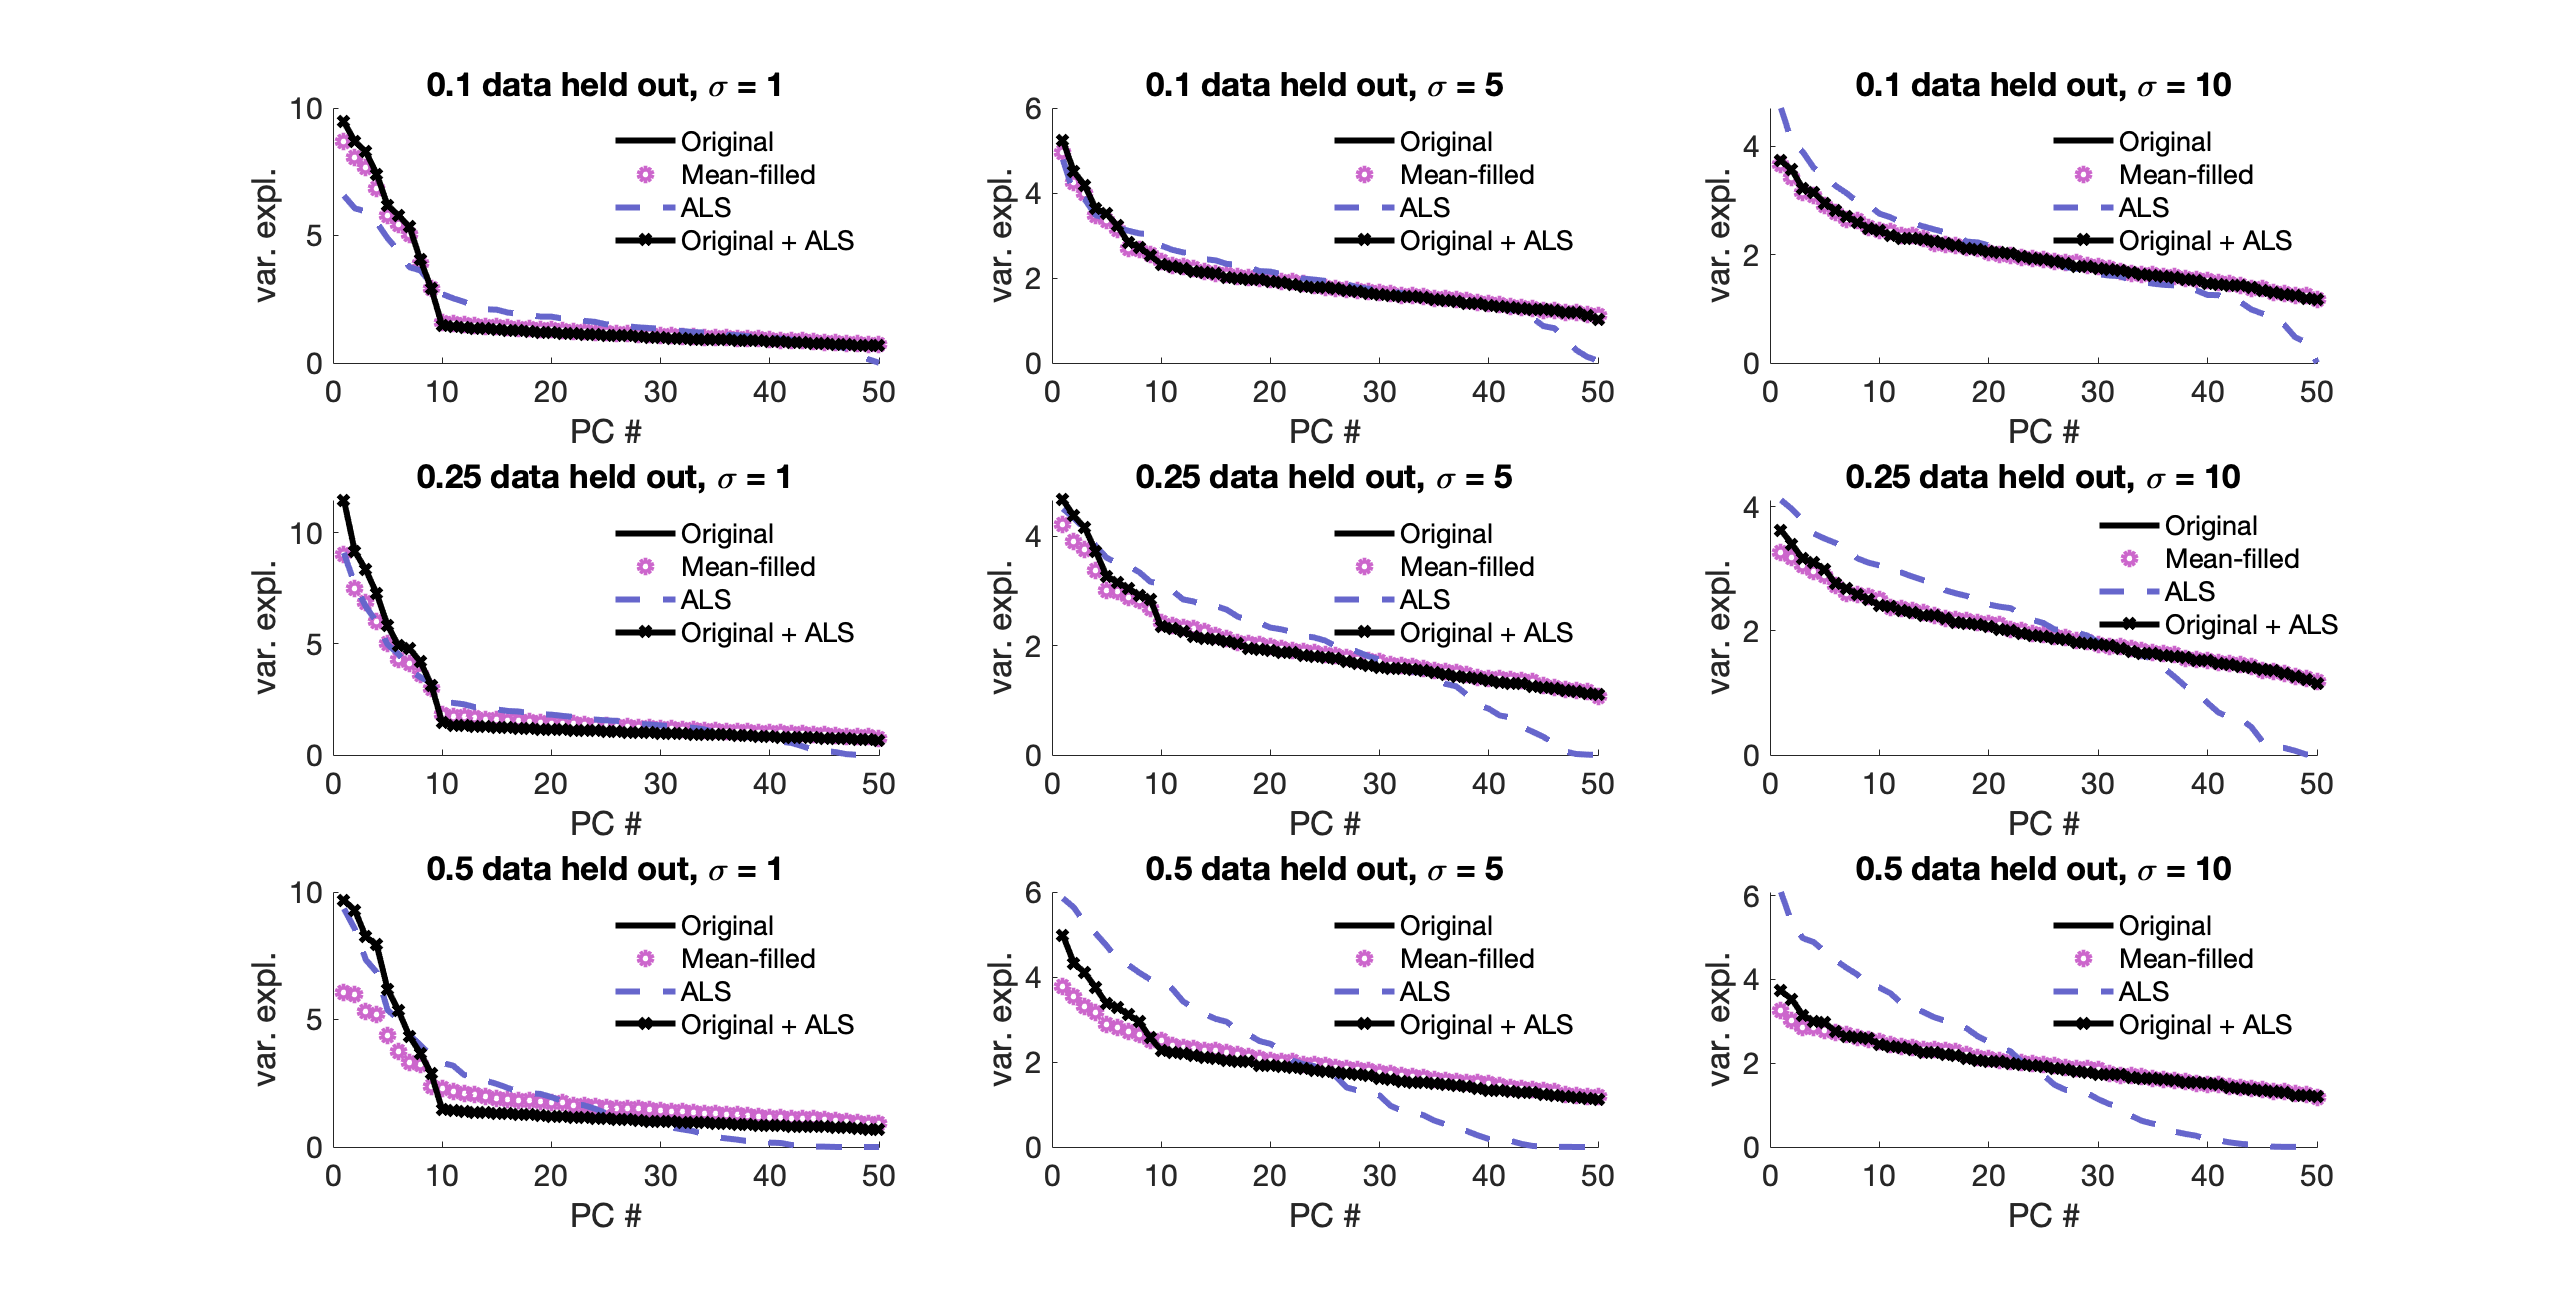 0.1 data held out, σ = 1
var. expl.
10
5
0
0
10
20
30
40
50
PC #
Original
Mean-filled
ALS
Original + ALS
0.1 data held out, σ = 5
var. expl.
6
4
2
0
0
10
20
30
40
50
PC #
Original
Mean-filled
ALS
Original + ALS
0.1 data held out, σ = 10
var. expl.
4
2
0
0
10
20
30
40
50
PC #
Original
Mean-filled
ALS
Original + ALS
0.25 data held out, σ = 1
var. expl.
10
5
0
0
10
20
30
40
50
PC #
Original
Mean-filled
ALS
Original + ALS
0.25 data held out, σ = 5
var. expl.
4
2
0
0
10
20
30
40
50
PC #
Original
Mean-filled
ALS
Original + ALS
0.25 data held out, σ = 10
var. expl.
4
2
0
0
10
20
30
40
50
PC #
Original
Mean-filled
ALS
Original + ALS
0.5 data held out, σ = 1
var. expl.
10
5
0
0
10
20
30
40
50
PC #
Original
Mean-filled
ALS
Original + ALS
0.5 data held out, σ = 5
var. expl.
6
4
2
0
0
10
20
30
40
50
PC #
Original
Mean-filled
ALS
Original + ALS
0.5 data held out, σ = 10
var. expl.
6
4
2
0
0
10
20
30
40
50
PC #
Original
Mean-filled
ALS
Original + ALS